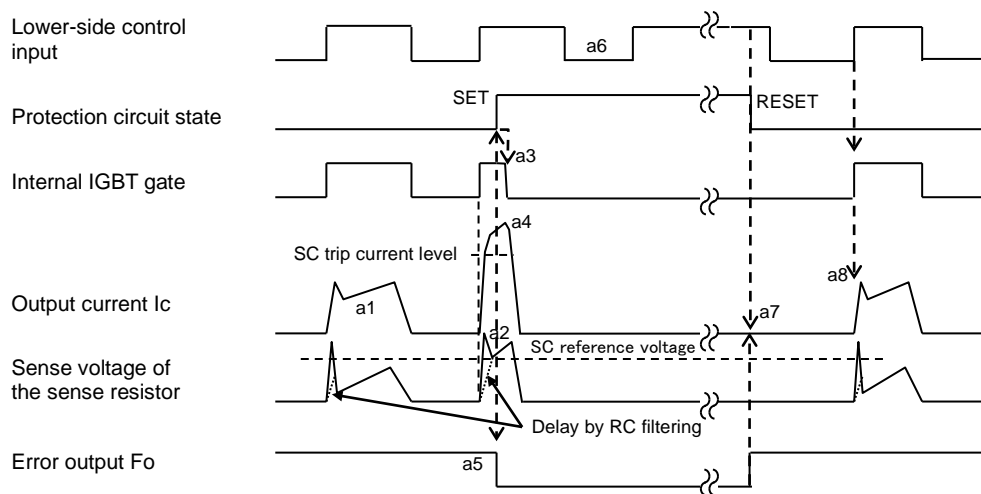 Lower-side control
input
a6
SET
RESET
Protection circuit state
a3
Internal IGBT gate
a4
SC trip current level
a8
Output current Ic
a1
a7
a2
SC reference voltage
Sense voltage of
the sense resistor
Delay by RC filtering
Error output Fo
a5